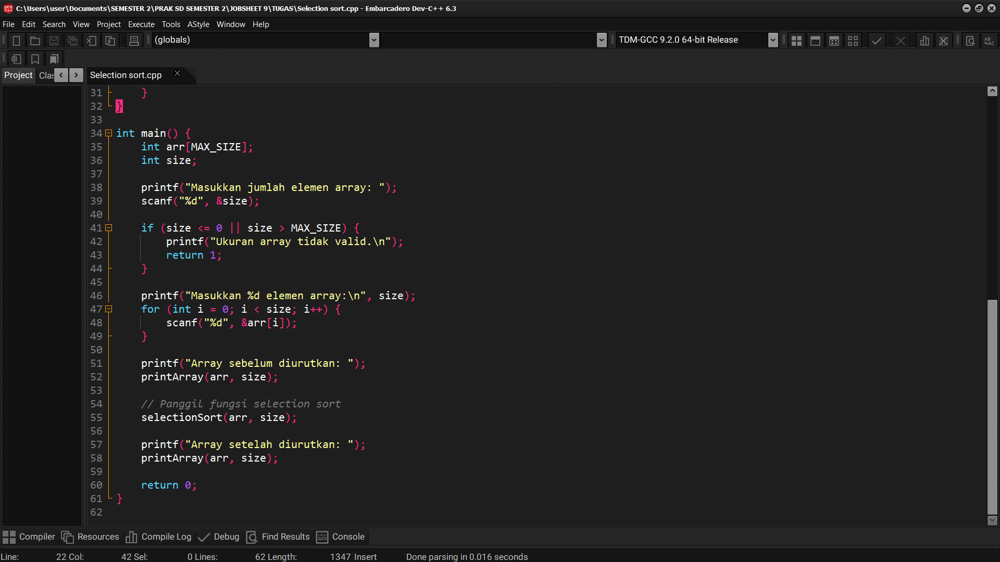 C:\Users\user\Documents\SEMESTER 2\PRAK SD SEMESTER 2\JOBSHEET 9\TUGAS\Selection sort.cpp - Embarcadero Dev-C++ 6.3
File Edit Search View Project Execute Tools AStyle Window Help
(globals) TDM-GCC 9.2.0 64-bit Release
Project Clas Selection sort.cpp
31     }
32 }
33
34 int main() {
35     int arr[MAX_SIZE];
36     int size;
37
38     printf("Masukkan jumlah elemen array: ");
39     scanf("%d", &size);
40
41     if (size <= 0 || size > MAX_SIZE) {
42         printf("Ukuran array tidak valid.\n");
43         return 1;
44     }
45
46     printf("Masukkan %d elemen array:\n", size);
47     for (int i = 0; i < size; i++) {
48         scanf("%d", &arr[i]);
49     }
50
51     printf("Array sebelum diurutkan: ");
52     printArray(arr, size);
53
54     // Panggil fungsi selection sort
55     selectionSort(arr, size);
56
57     printf("Array setelah diurutkan: ");
58     printArray(arr, size);
59
60     return 0;
61 }
62
Compiler Resources Compile Log Debug Find Results Console
Line: 22 Col: 42 Sel: 0 Lines: 62 Length: 1347 Insert Done parsing in 0.016 seconds